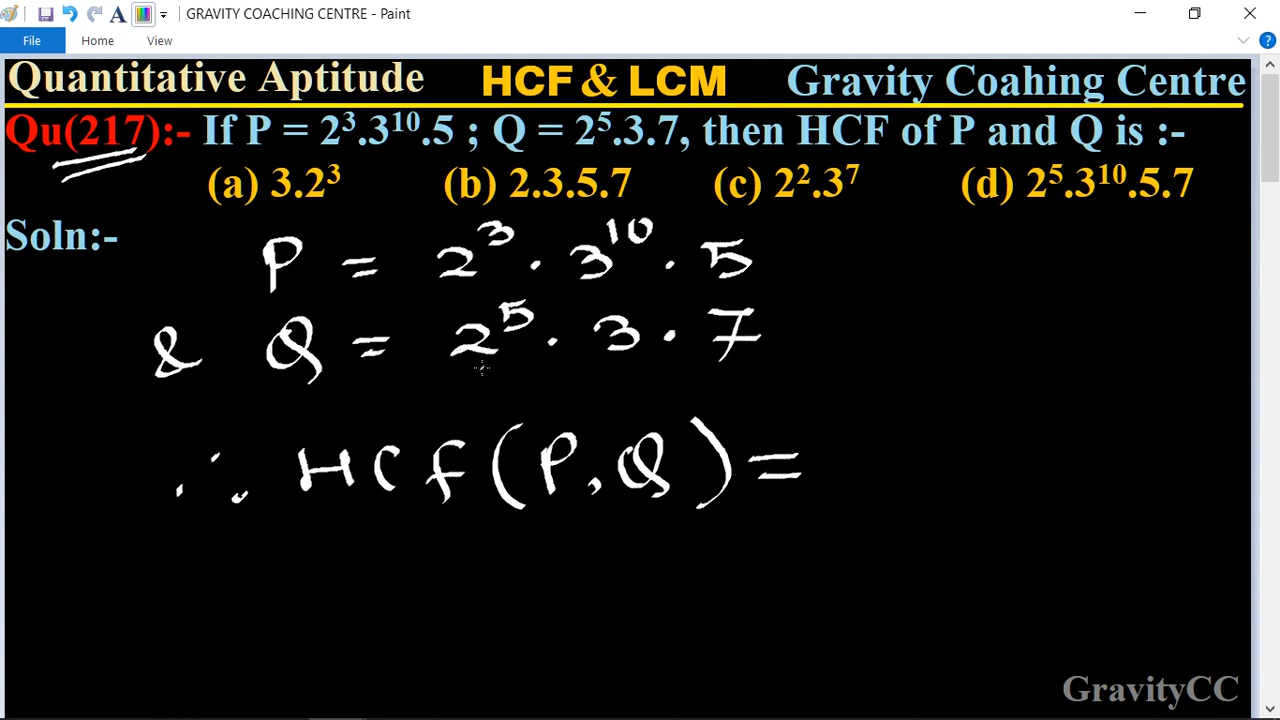 GRAVITY COACHING CENTRE - Paint
File Home View
Quantitative Aptitude HCF & LCM Gravity Coahing Centre
Qu(217):- If P = 2³.3¹⁰.5 ; Q = 2⁵.3.7, then HCF of P and Q is :-
(a) 3.2³ (b) 2.3.5.7 (c) 2².3⁷ (d) 2⁵.3¹⁰.5.7
Soln:-
P = 2³ · 3¹⁰ · 5
& Q = 2⁵ · 3 · 7
∴ HCf (P, Q) =
GravityCC